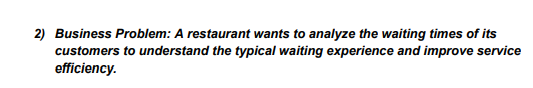 2) Business Problem: A restaurant wants to analyze the waiting times of its
customers to understand the typical waiting experience and improve service
efficiency.